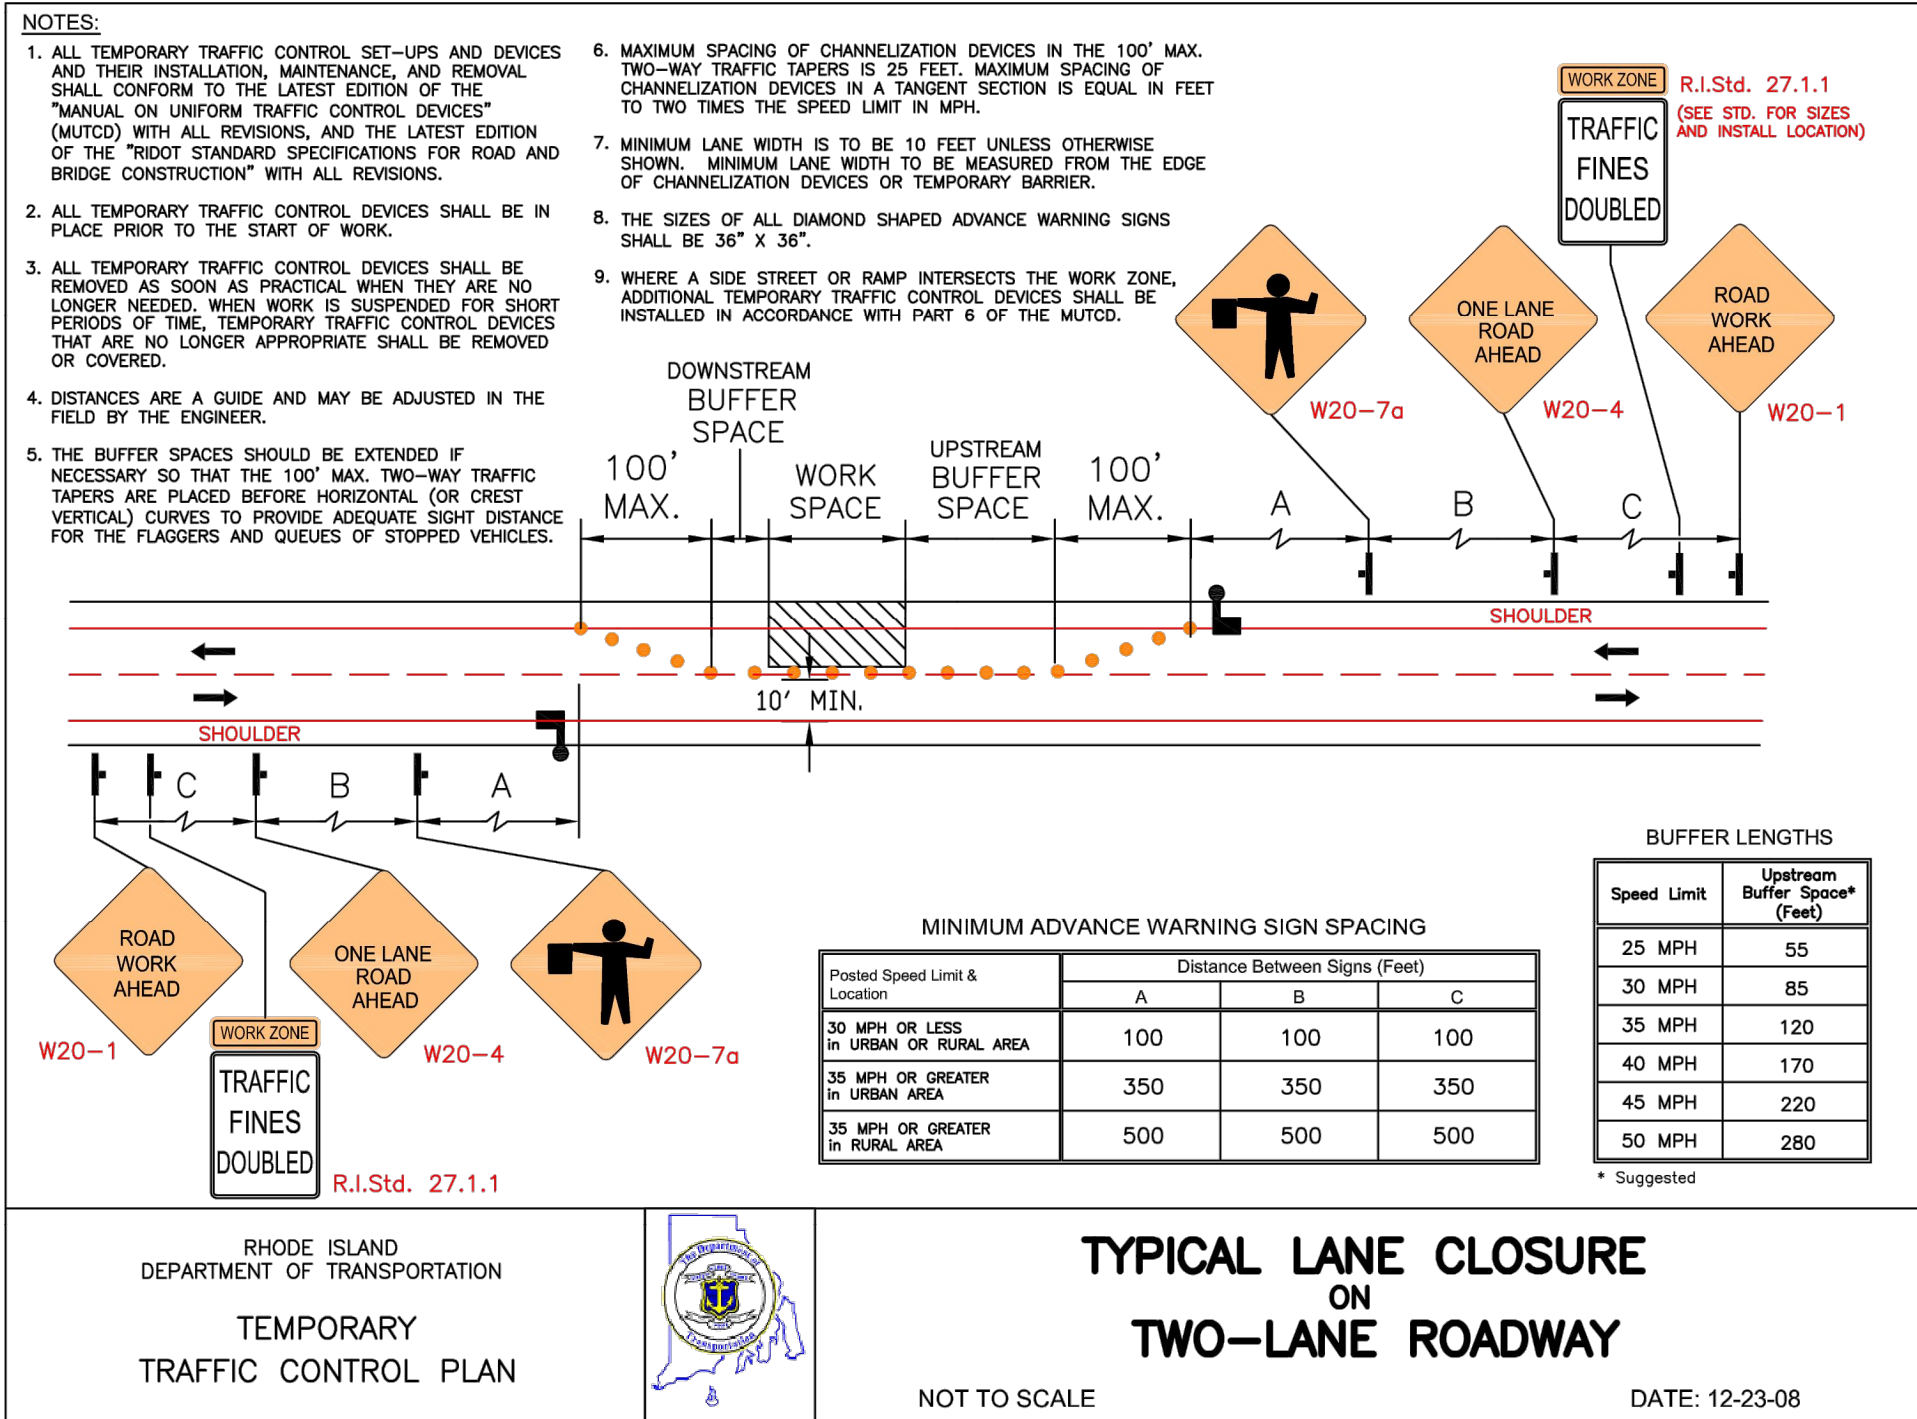 NOTES:
1. ALL TEMPORARY TRAFFIC CONTROL SET-UPS AND DEVICES
AND THEIR INSTALLATION, MAINTENANCE, AND REMOVAL
SHALL CONFORM TO THE LATEST EDITION OF THE
"MANUAL ON UNIFORM TRAFFIC CONTROL DEVICES"
(MUTCD) WITH ALL REVISIONS, AND THE LATEST EDITION
OF THE "RIDOT STANDARD SPECIFICATIONS FOR ROAD AND
BRIDGE CONSTRUCTION" WITH ALL REVISIONS.
2. ALL TEMPORARY TRAFFIC CONTROL DEVICES SHALL BE IN
PLACE PRIOR TO THE START OF WORK.
3. ALL TEMPORARY TRAFFIC CONTROL DEVICES SHALL BE
REMOVED AS SOON AS PRACTICAL WHEN THEY ARE NO
LONGER NEEDED. WHEN WORK IS SUSPENDED FOR SHORT
PERIODS OF TIME, TEMPORARY TRAFFIC CONTROL DEVICES
THAT ARE NO LONGER APPROPRIATE SHALL BE REMOVED
OR COVERED.
4. DISTANCES ARE A GUIDE AND MAY BE ADJUSTED IN THE
FIELD BY THE ENGINEER.
5. THE BUFFER SPACES SHOULD BE EXTENDED IF
NECESSARY SO THAT THE 100' MAX. TWO-WAY TRAFFIC
TAPERS ARE PLACED BEFORE HORIZONTAL (OR CREST
VERTICAL) CURVES TO PROVIDE ADEQUATE SIGHT DISTANCE
FOR THE FLAGGERS AND QUEUES OF STOPPED VEHICLES.
6. MAXIMUM SPACING OF CHANNELIZATION DEVICES IN THE 100' MAX.
TWO-WAY TRAFFIC TAPERS IS 25 FEET. MAXIMUM SPACING OF
CHANNELIZATION DEVICES IN A TANGENT SECTION IS EQUAL IN FEET
TO TWO TIMES THE SPEED LIMIT IN MPH.
7. MINIMUM LANE WIDTH IS TO BE 10 FEET UNLESS OTHERWISE
SHOWN. MINIMUM LANE WIDTH TO BE MEASURED FROM THE EDGE
OF CHANNELIZATION DEVICES OR TEMPORARY BARRIER.
8. THE SIZES OF ALL DIAMOND SHAPED ADVANCE WARNING SIGNS
SHALL BE 36" X 36".
9. WHERE A SIDE STREET OR RAMP INTERSECTS THE WORK ZONE,
ADDITIONAL TEMPORARY TRAFFIC CONTROL DEVICES SHALL BE
INSTALLED IN ACCORDANCE WITH PART 6 OF THE MUTCD.
WORK ZONE
TRAFFIC
FINES
DOUBLED
R.I.Std. 27.1.1
(SEE STD. FOR SIZES
AND INSTALL LOCATION)
W20-7a
ONE LANE
ROAD
AHEAD
W20-4
ROAD
WORK
AHEAD
W20-1
100'
MAX.
DOWNSTREAM
BUFFER
SPACE
WORK
SPACE
UPSTREAM
BUFFER
SPACE
100'
MAX.
A
B
C
SHOULDER
10' MIN.
SHOULDER
C
B
A
ROAD
WORK
AHEAD
W20-1
WORK ZONE
TRAFFIC
FINES
DOUBLED
R.I.Std. 27.1.1
ONE LANE
ROAD
AHEAD
W20-4
W20-7a
MINIMUM ADVANCE WARNING SIGN SPACING
Posted Speed Limit &
Location
Distance Between Signs (Feet)
A B C
30 MPH OR LESS
in URBAN OR RURAL AREA
100 100 100
35 MPH OR GREATER
in URBAN AREA
350 350 350
35 MPH OR GREATER
in RURAL AREA
500 500 500
BUFFER LENGTHS
Speed Limit
Upstream
Buffer Space*
(Feet)
25 MPH 55
30 MPH 85
35 MPH 120
40 MPH 170
45 MPH 220
50 MPH 280
* Suggested
RHODE ISLAND
DEPARTMENT OF TRANSPORTATION
TEMPORARY
TRAFFIC CONTROL PLAN
The Department of
Transportation
TYPICAL LANE CLOSURE
ON
TWO-LANE ROADWAY
NOT TO SCALE
DATE: 12-23-08